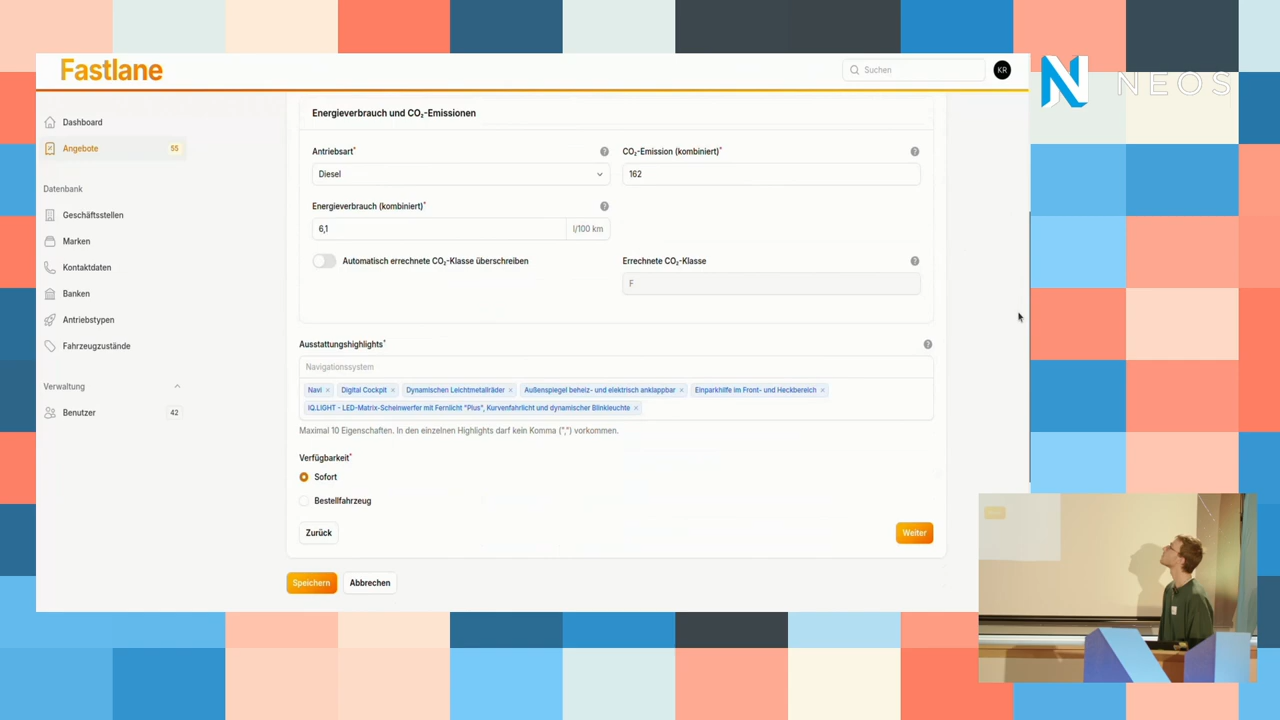 Fastlane
Suchen
KR
NEOS
Dashboard
Angebote 55
Datenbank
Geschäftsstellen
Marken
Kontaktdaten
Banken
Antriebstypen
Fahrzeugzustände
Verwaltung
Benutzer 42
Energieverbrauch und CO₂-Emissionen
Antriebsart* ?
CO₂-Emission (kombiniert)* ?
Diesel
162
Energieverbrauch (kombiniert)* ?
6,1 l/100 km
Automatisch errechnete CO₂-Klasse überschreiben
Errechnete CO₂-Klasse ?
F
Ausstattungshighlights* ?
Navigationssystem
Navi × Digital Cockpit × Dynamischen Leichtmetallräder × Außenspiegel beheiz- und elektrisch anklappbar × Einparkhilfe im Front- und Heckbereich ×
IQ.LIGHT - LED-Matrix-Scheinwerfer mit Fernlicht "Plus", Kurvenfahrlicht und dynamischer Blinkleuchte ×
Maximal 10 Eigenschaften. In den einzelnen Highlights darf kein Komma (",") vorkommen.
Verfügbarkeit*
Sofort
Bestellfahrzeug
Zurück
Weiter
Speichern
Abbrechen